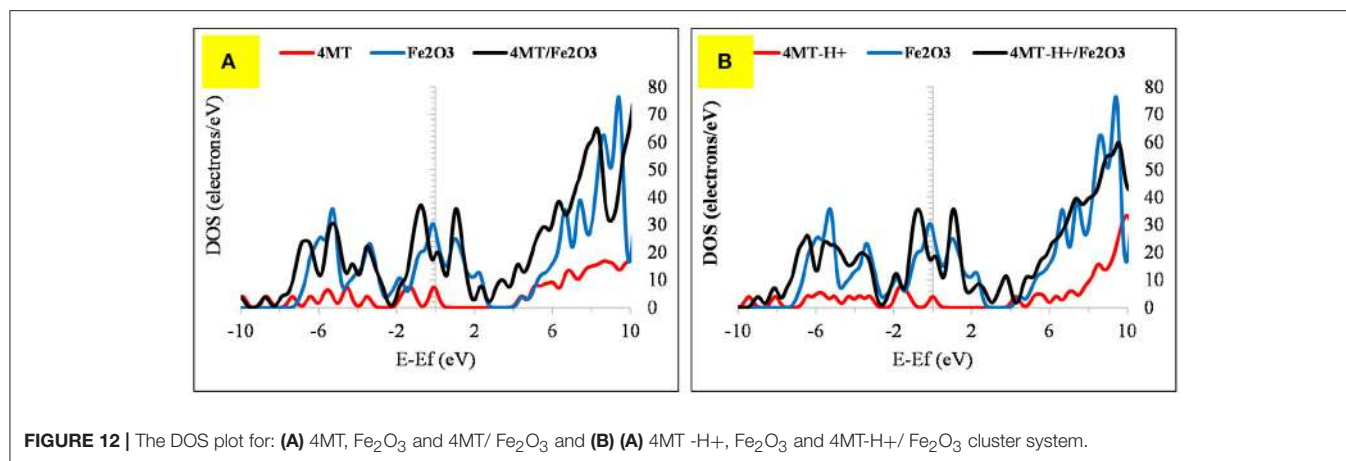 A
4MT Fe2O3 4MT/Fe2O3
DOS (electrons/eV)
80
70
60
50
40
30
20
10
0
-10 -6 -2 2 6 10
E-Ef (eV)
B
4MT-H+ Fe2O3 4MT-H+/Fe2O3
DOS (electrons/eV)
80
70
60
50
40
30
20
10
0
-10 -6 -2 2 6 10
E-Ef (eV)
FIGURE 12 | The DOS plot for: (A) 4MT, Fe₂O₃ and 4MT/ Fe₂O₃ and (B) (A) 4MT -H+, Fe₂O₃ and 4MT-H+/ Fe₂O₃ cluster system.